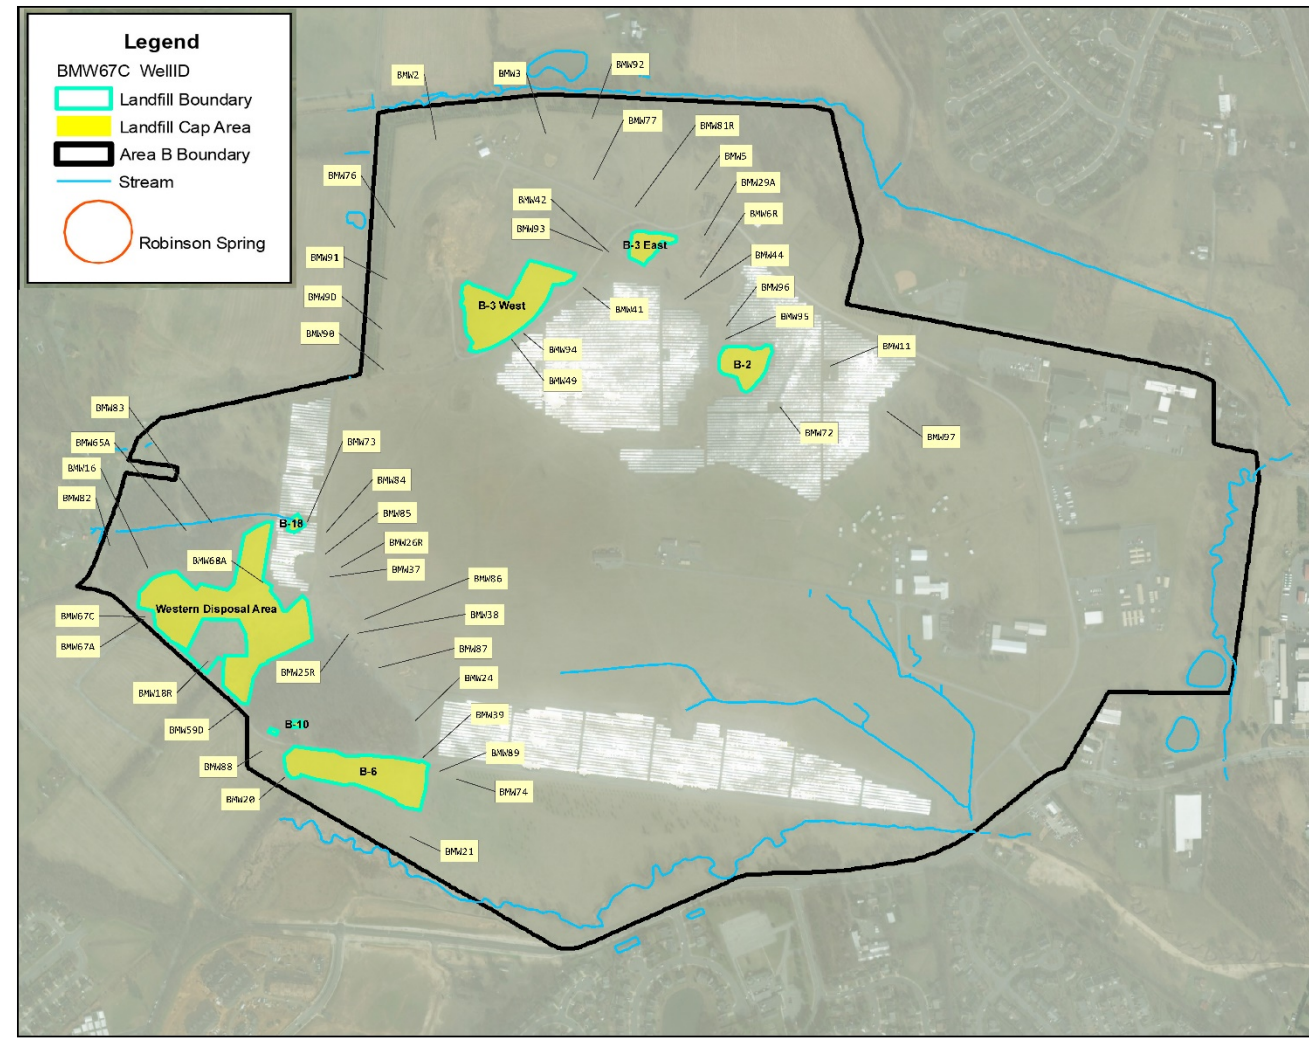 Legend
BMW67C WellID
Landfill Boundary
Landfill Cap Area
Area B Boundary
Stream
Robinson Spring
BMW2
BMW3
BMW92
BMW77
BMW81R
BMW5
BMW76
BMW29A
BMW42
BMW6R
BMW93
B-3 East
BMW91
BMW44
BMW9D
BMW96
B-3 West
BMW41
BMW95
BMW90
BMW94
BMW11
B-2
BMW49
BMW83
BMW72
BMW97
BMW65A
BMW73
BMW16
BMW84
BMW82
BMW85
B-18
BMW26R
BMW68A
BMW37
BMW86
Western Disposal Area
BMW67C
BMW38
BMW67A
BMW87
BMW25R
BMW24
BMW18R
BMW39
B-10
BMW59D
BMW89
BMW88
B-6
BMW74
BMW20
BMW21